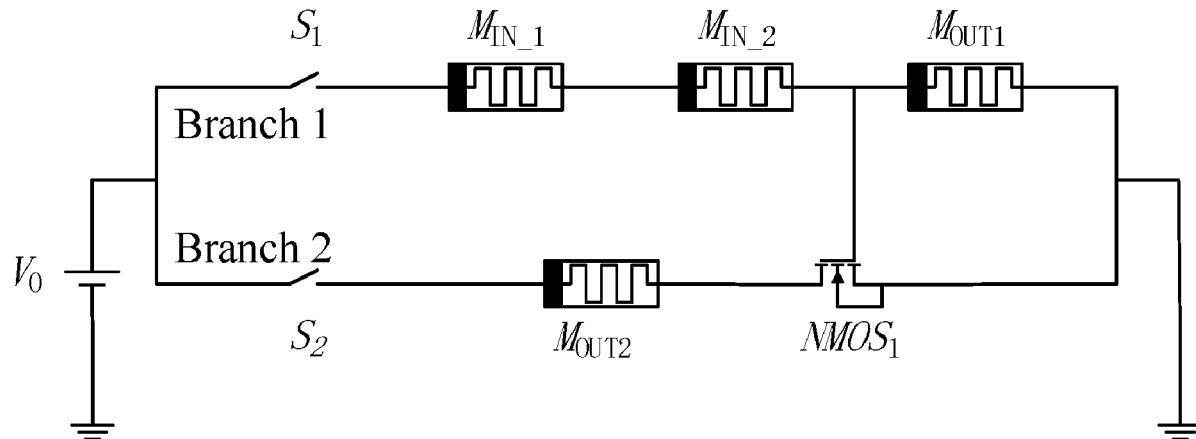 S1
MIN_1
MIN_2
MOUT1
Branch 1
Branch 2
V0
S2
MOUT2
NMOS1